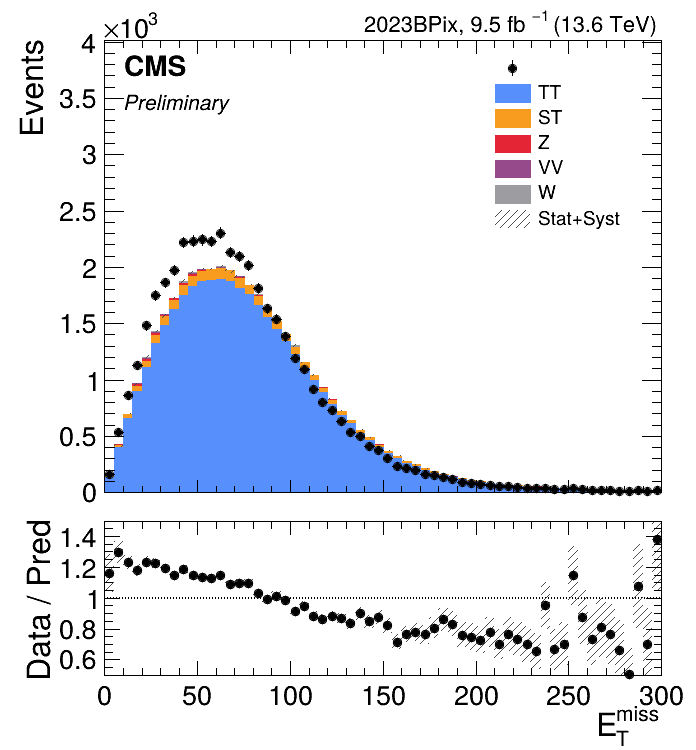 ×10³
2023BPix, 9.5 fb ⁻¹ (13.6 TeV)
Events
4
3.5
3
2.5
2
1.5
1
0.5
0
CMS
Preliminary
TT
ST
Z
VV
W
Stat+Syst
Data / Pred
1.4
1.2
1
0.8
0.6
0 50 100 150 200 250 300
E_T^miss